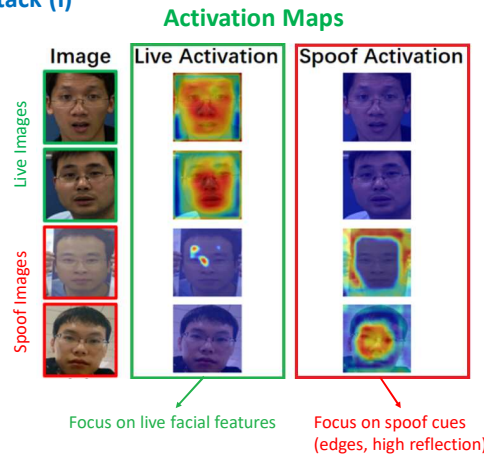 tack (I)
Activation Maps
Image Live Activation Spoof Activation
Live Images
Spoof Images
Focus on live facial features
Focus on spoof cues
(edges, high reflection)